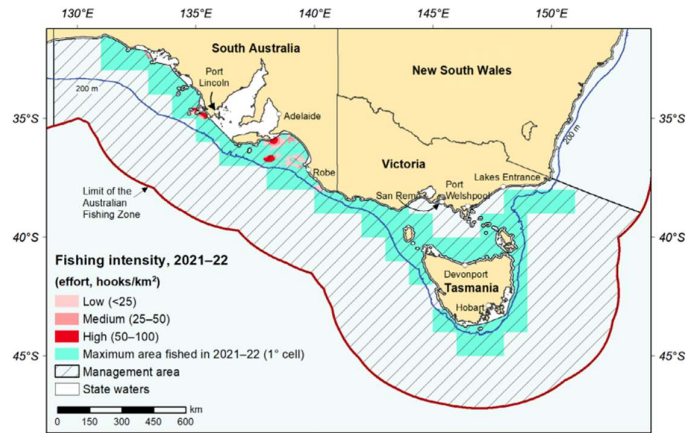 130°E 135°E 140°E 145°E 150°E
South Australia
Port
Lincoln
New South Wales
200 m
Adelaide
200 m
35°S 35°S
Victoria
Robe
Lakes Entrance
Limit of the
Australian
Fishing Zone
San Remo
Port
Welshpool
40°S 40°S
Fishing intensity, 2021–22
(effort, hooks/km²)
Low (<25)
Medium (25–50)
High (50–100)
Maximum area fished in 2021–22 (1° cell)
Management area
State waters
Devonport
Tasmania
Hobart
45°S 45°S
km
0 150 300 450 600